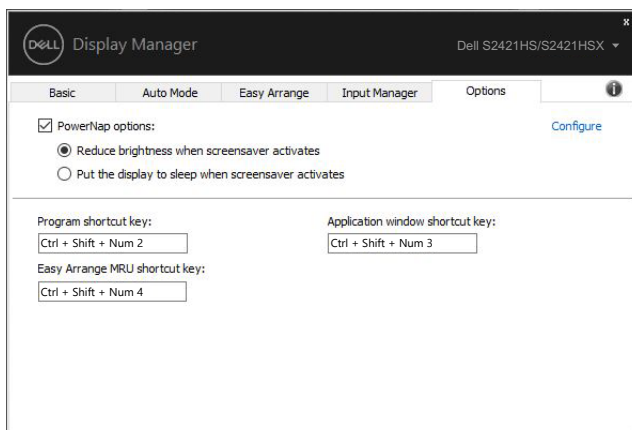 x
DELL Display Manager
Dell S2421HS/S2421HSX
Basic Auto Mode Easy Arrange Input Manager Options i
PowerNap options: Configure
Reduce brightness when screensaver activates
Put the display to sleep when screensaver activates
Program shortcut key: Application window shortcut key:
Ctrl + Shift + Num 2 Ctrl + Shift + Num 3
Easy Arrange MRU shortcut key:
Ctrl + Shift + Num 4